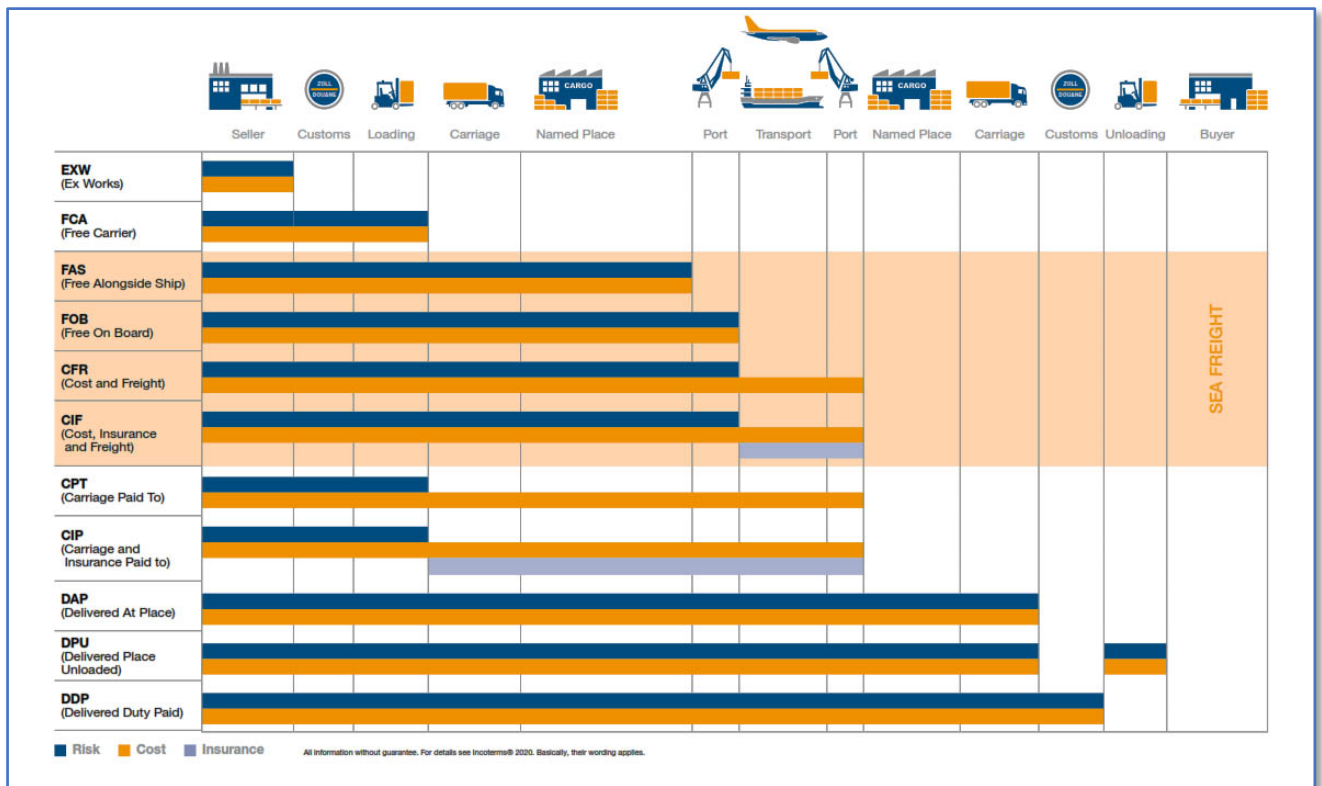 ZOLL
DOUANE
CARGO
CARGO
ZOLL
DOUANE
Seller Customs Loading Carriage Named Place Port Transport Port Named Place Carriage Customs Unloading Buyer
EXW
(Ex Works)
FCA
(Free Carrier)
FAS
(Free Alongside Ship)
FOB
(Free On Board)
CFR
(Cost and Freight)
CIF
(Cost, Insurance
and Freight)
SEA FREIGHT
CPT
(Carriage Paid To)
CIP
(Carriage and
Insurance Paid to)
DAP
(Delivered At Place)
DPU
(Delivered Place
Unloaded)
DDP
(Delivered Duty Paid)
Risk Cost Insurance All information without guarantee. For details see Incoterms® 2020. Basically, their wording applies.